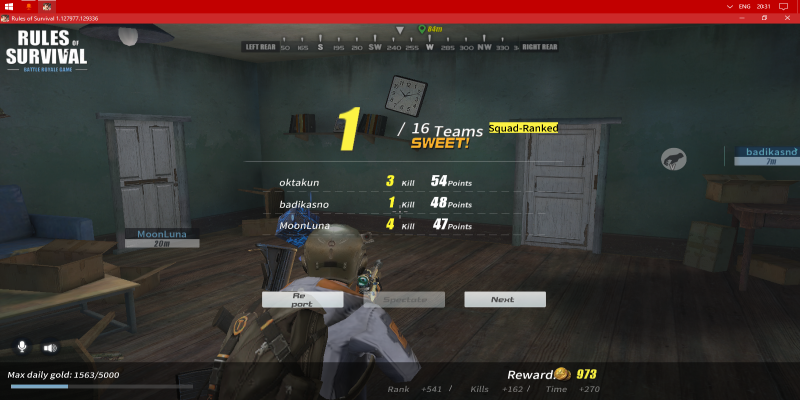 ENG 20:31
Rules of Survival 1.127977.129336
84m
LEFT REAR 50 165 S 195 210 SW 240 255 W 285 300 NW 330 RIGHT REAR
RULES OF
SURVIVAL
BATTLE ROYALE GAME
1 / 16 Teams Squad-Ranked
SWEET!
badikasno
7m
oktakun 3 Kill 54 Points
badikasno 1 Kill 48 Points
MoonLuna 4 Kill 47 Points
MoonLuna
20m
Re
port
Spectate
Next
Max daily gold: 1563/5000
Reward: 973
Rank +541 / Kills +162 / Time +270